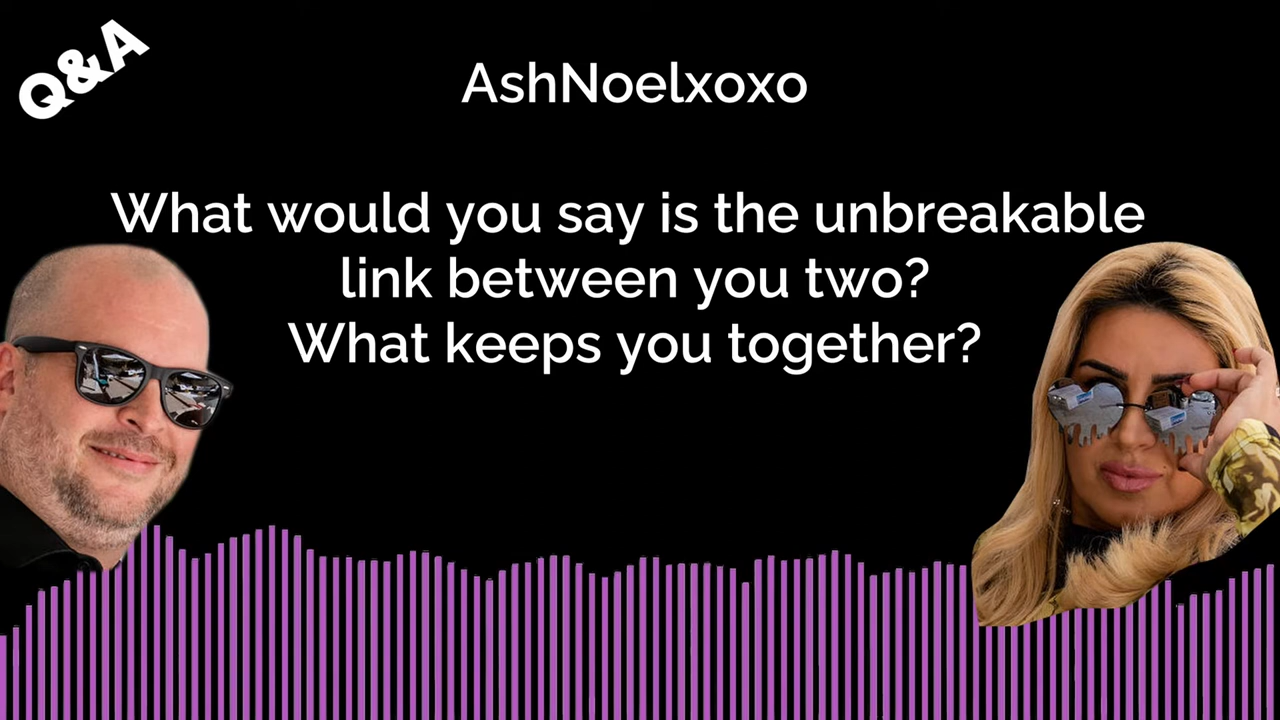 Q&A
AshNoelxoxo
What would you say is the unbreakable
link between you two?
What keeps you together?